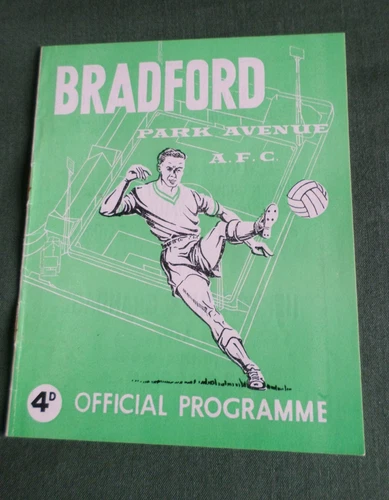 BRADFORD
PARK AVENUE
A.F.C.
4D OFFICIAL PROGRAMME